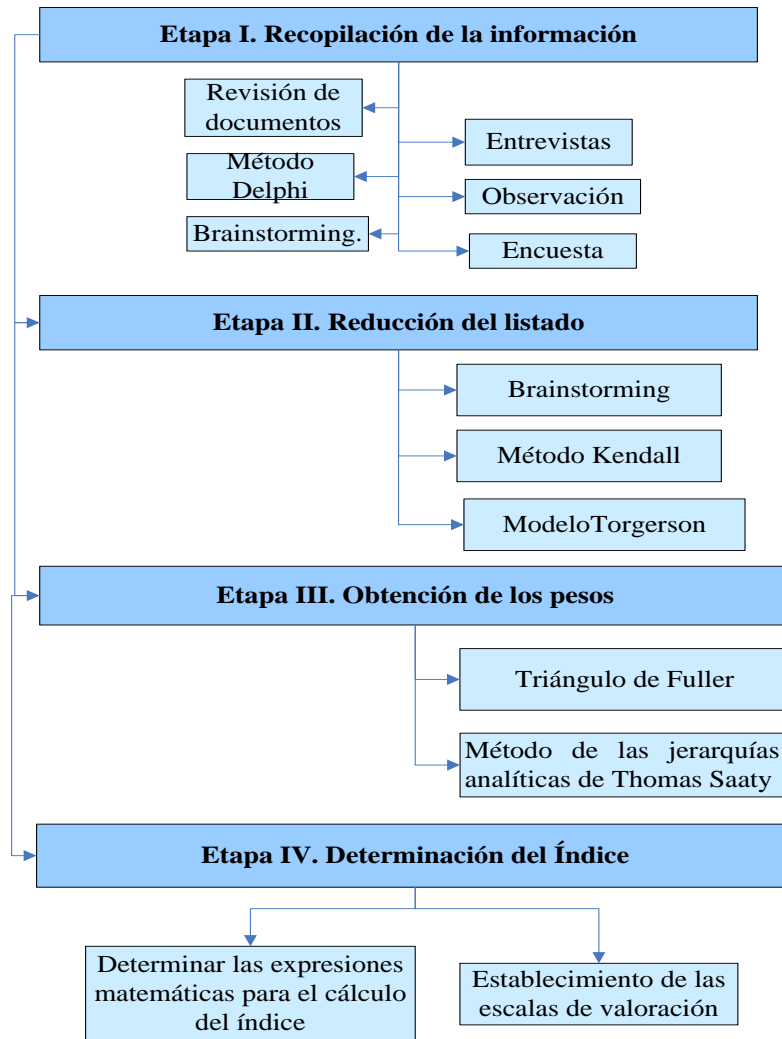 Etapa I. Recopilación de la información
Revisión de
documentos
Entrevistas
Método
Delphi
Observación
Brainstorming.
Encuesta
Etapa II. Reducción del listado
Brainstorming
Método Kendall
ModeloTorgerson
Etapa III. Obtención de los pesos
Triángulo de Fuller
Método de las jerarquías
analíticas de Thomas Saaty
Etapa IV. Determinación del Índice
Determinar las expresiones
matemáticas para el cálculo
del índice
Establecimiento de las
escalas de valoración